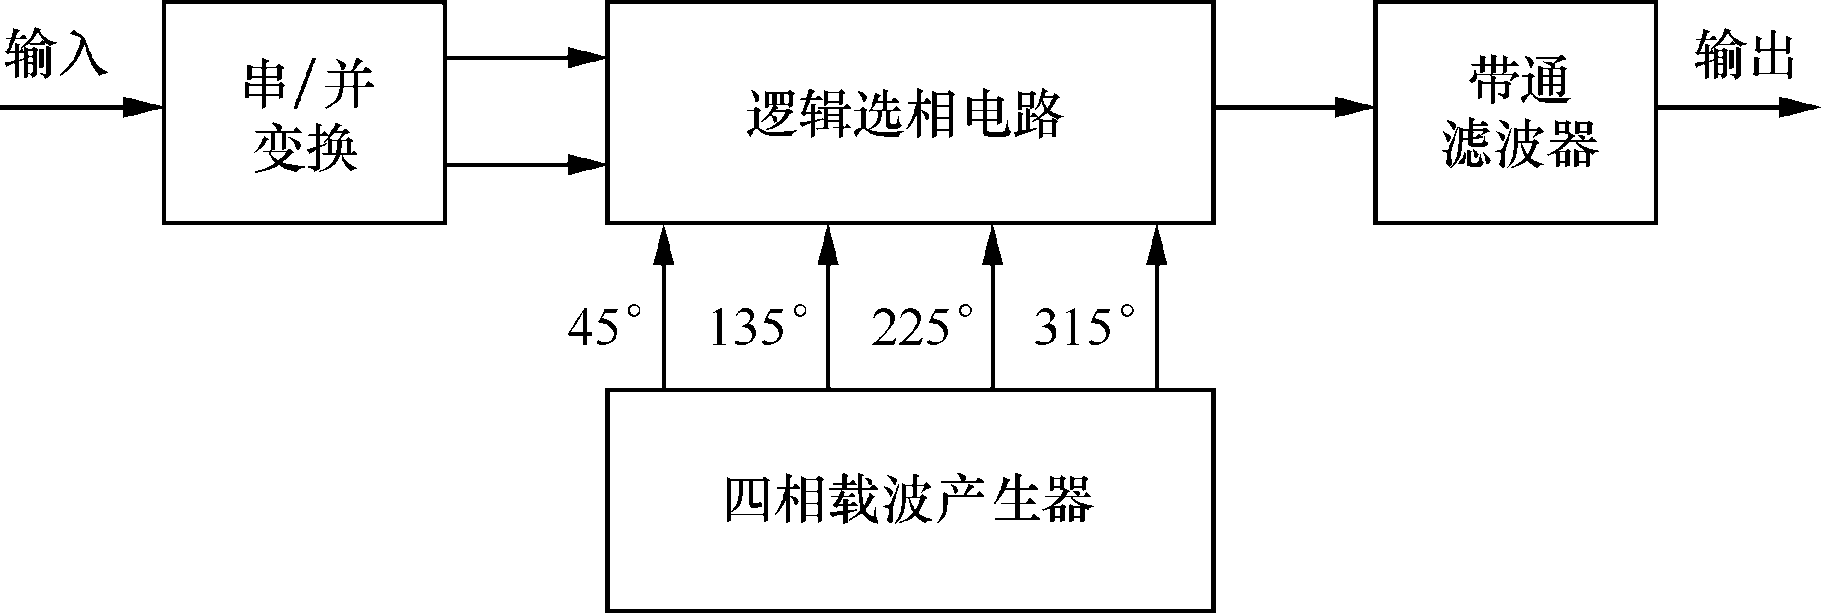 输入
串/并
变换
逻辑选相电路
带通
滤波器
输出
45° 135° 225° 315°
四相载波产生器